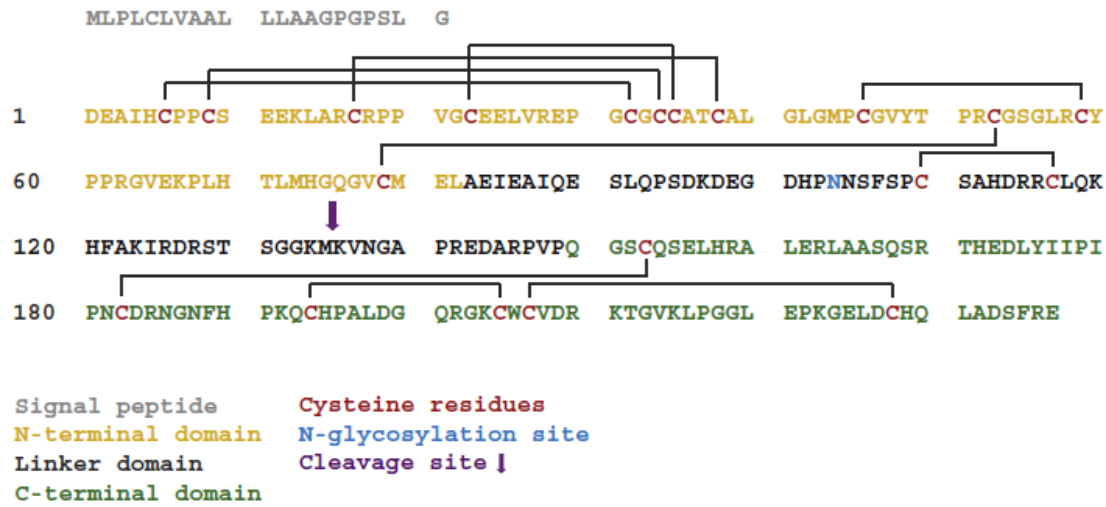 MLPLCLVAAL LLAAGPGPSL G
1 DEAIHCPPCS EEKLARCRPP VGCEELVREP GCGCCATCAL GLGMPCGVYT PRCGSGLRCY
60 PPRGVEKPLH TLMHGQGVCM ELAEIEAIQE SLQPSDKDEG DHPNNSFSPC SAHDRRCLQK
120 HFAKIRDRST SGGKMKVNGA PREDARPVPQ GSCQSELHRA LERLAASQSR THEDLYIIPI
180 PNCDRNGNFH PKQCHPALDG QRGKCWCVDR KTGVKLPGGL EPKGELDCHQ LADSFRE
Signal peptide Cysteine residues
N-terminal domain N-glycosylation site
Linker domain Cleavage site
C-terminal domain